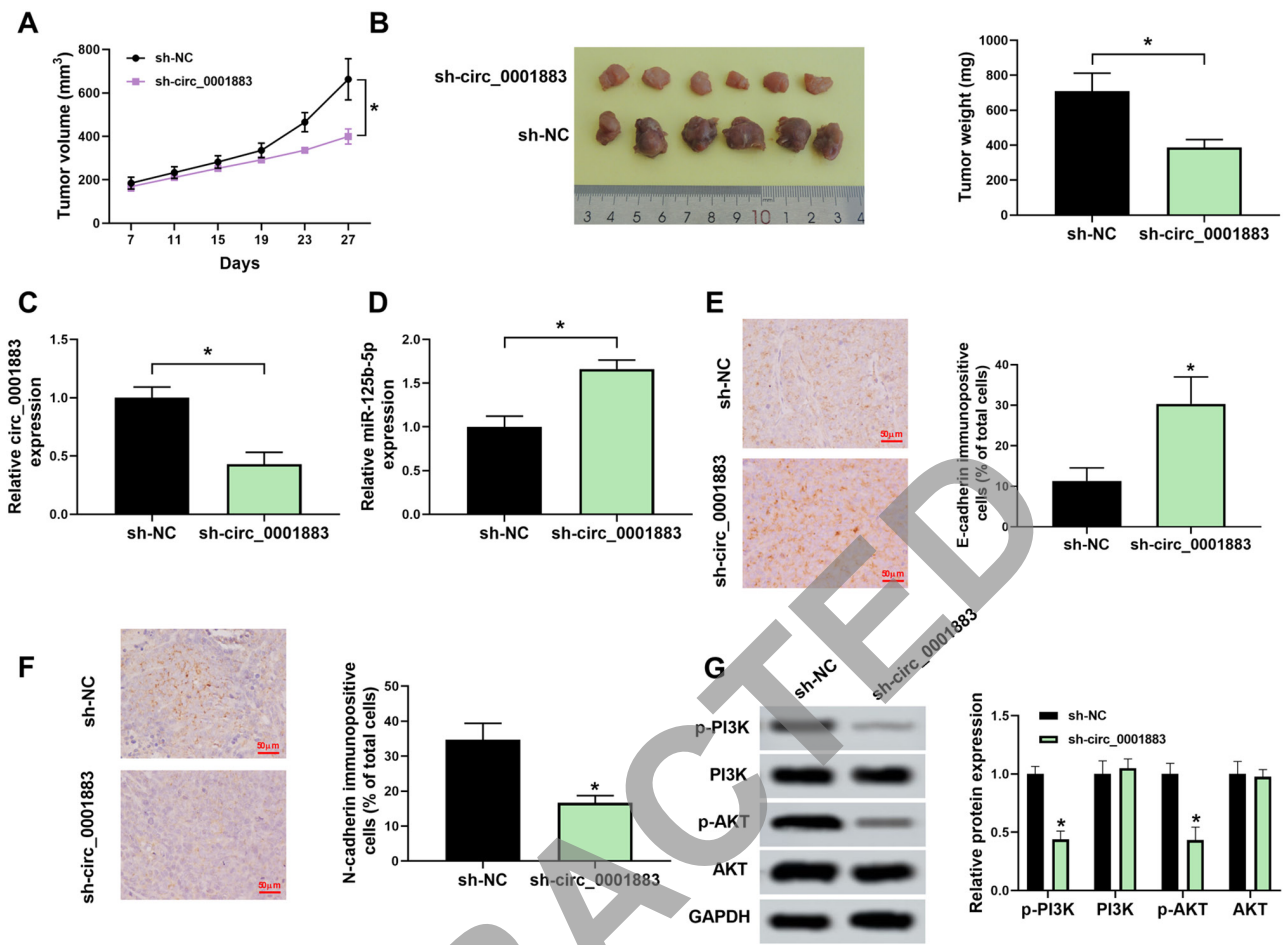 A
Tumor volume (mm3)
800
600
400
200
0
sh-NC
sh-circ_0001883
*
7 11 15 19 23 27
Days
B
sh-circ_0001883
sh-NC
3 4 5 6 7 8 9 10 1 2 3 4
Tumor weight (mg)
1000
800
600
400
200
0
*
sh-NC sh-circ_0001883
C
Relative circ_0001883
expression
1.5
1.0
0.5
0.0
*
sh-NC sh-circ_0001883
D
Relative miR-125b-5p
expression
2.0
1.5
1.0
0.5
0.0
*
sh-NC sh-circ_0001883
E
sh-NC
50μm
sh-circ_0001883
50μm
E-cadherin immunopositive
cells (% of total cells)
40
30
20
10
0
*
sh-NC sh-circ_0001883
F
sh-NC
50μm
sh-circ_0001883
50μm
N-cadherin immunopositive
cells (% of total cells)
50
40
30
20
10
0
*
sh-NC sh-circ_0001883
G
sh-NC sh-circ_0001883
p-PI3K
PI3K
p-AKT
AKT
GAPDH
Relative protein expression
1.5
1.0
0.5
0.0
sh-NC
sh-circ_0001883
* *
p-PI3K PI3K p-AKT AKT
RACTED